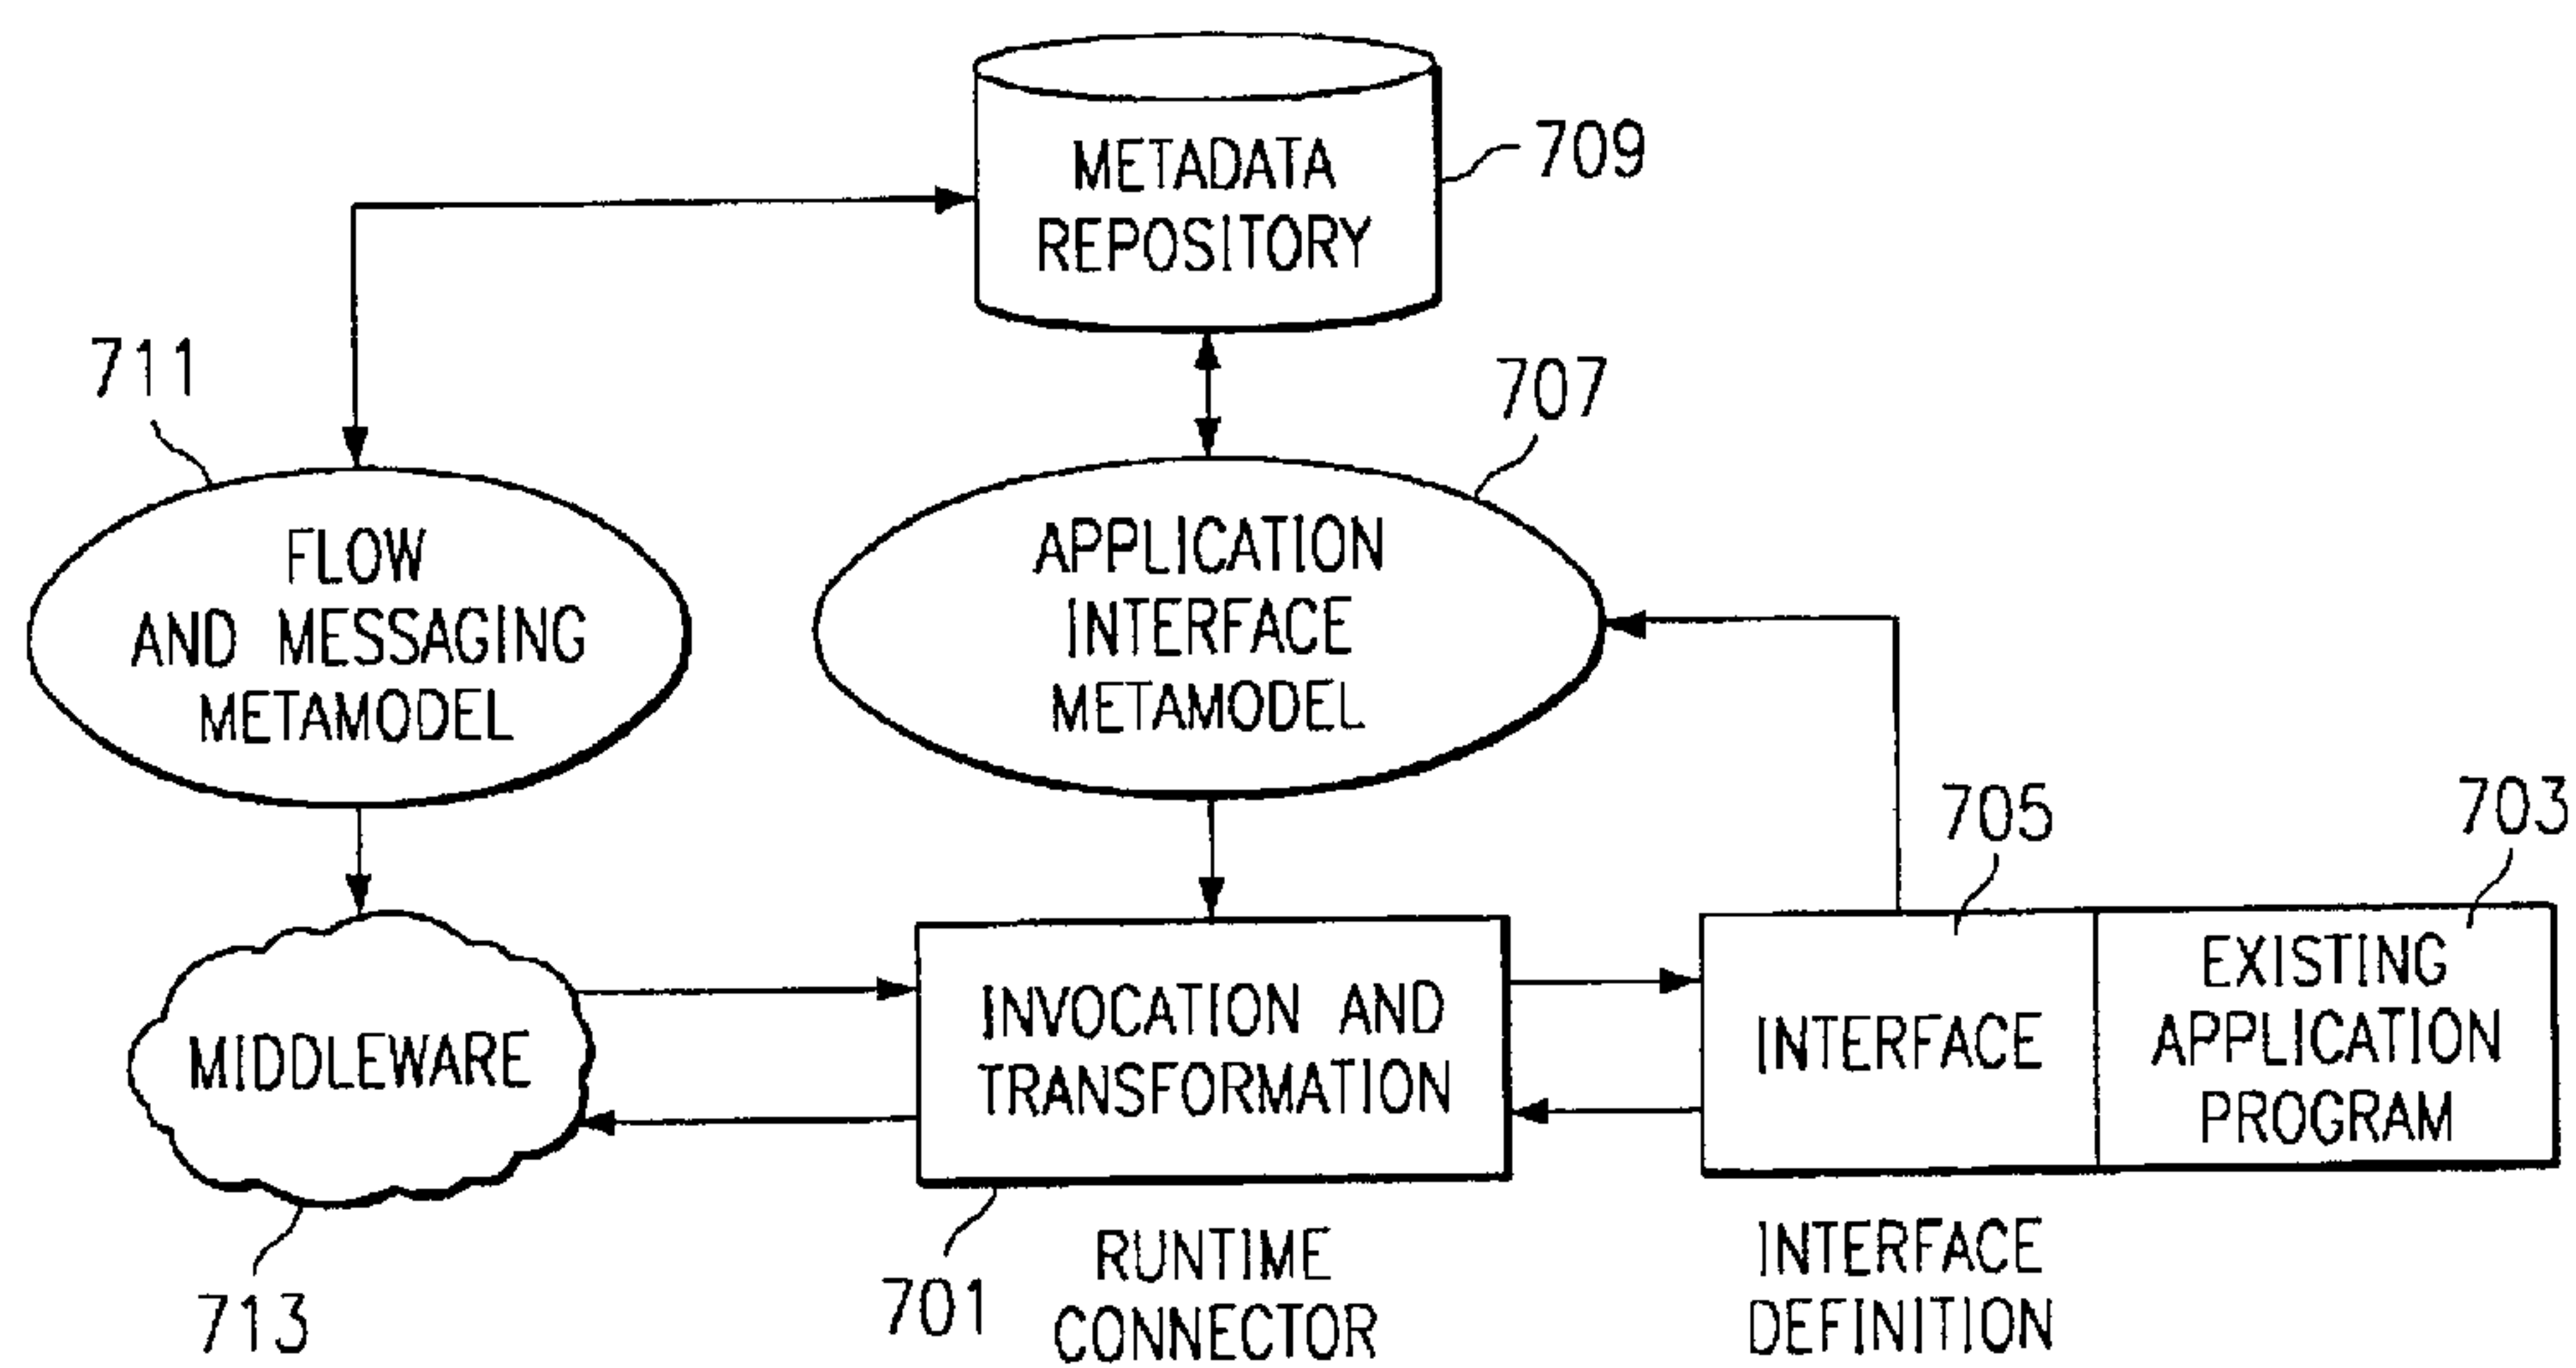 METADATA
REPOSITORY
709
711
707
FLOW
AND MESSAGING
METAMODEL
APPLICATION
INTERFACE
METAMODEL
705
703
MIDDLEWARE
INVOCATION AND
TRANSFORMATION
INTERFACE
EXISTING
APPLICATION
PROGRAM
713
701
RUNTIME
CONNECTOR
INTERFACE
DEFINITION